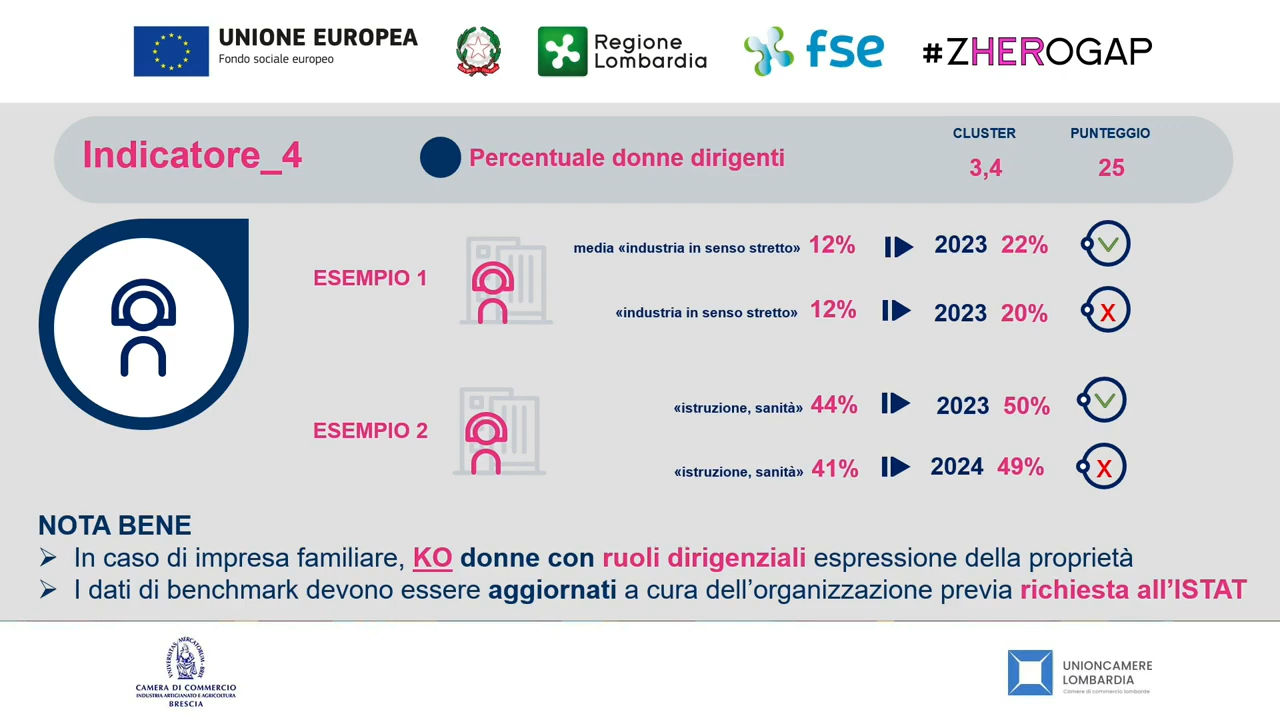 UNIONE EUROPEA
Fondo sociale europeo
Regione
Lombardia
fse
#ZHEROGAP
Indicatore_4
Percentuale donne dirigenti
CLUSTER
3,4
PUNTEGGIO
25
ESEMPIO 1
media «industria in senso stretto» 12% 2023 22%
«industria in senso stretto» 12% 2023 20% X
ESEMPIO 2
«istruzione, sanità» 44% 2023 50%
«istruzione, sanità» 41% 2024 49% X
NOTA BENE
➢ In caso di impresa familiare, KO donne con ruoli dirigenziali espressione della proprietà
➢ I dati di benchmark devono essere aggiornati a cura dell’organizzazione previa richiesta all’ISTAT
CAMERA DI COMMERCIO
INDUSTRIA ARTIGIANATO E AGRICOLTURA
BRESCIA
UNIONCAMERE
LOMBARDIA
Camere di commercio lombarde